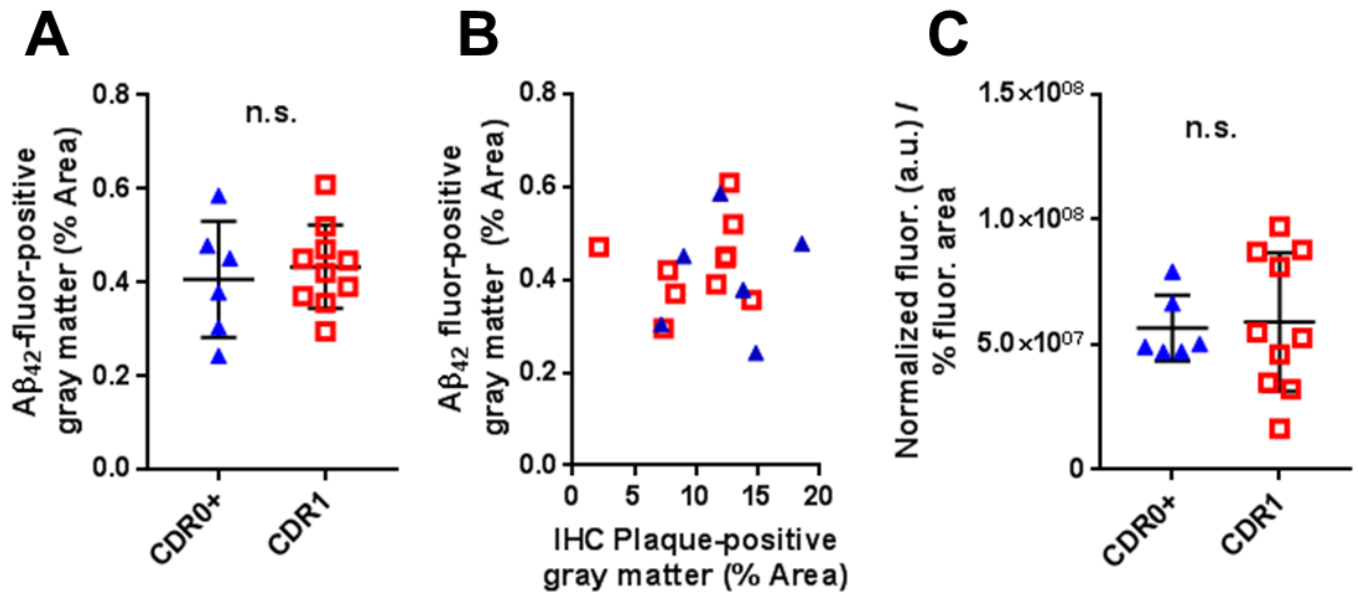 A
B
C
Aβ42-fluor-positive
gray matter (% Area)
0.8
0.6
0.4
0.2
0.0
n.s.
CDR0+
CDR1
Aβ42 fluor-positive
gray matter (% Area)
0.8
0.6
0.4
0.2
0.0
0
5
10
15
20
IHC Plaque-positive
gray matter (% Area)
Normalized fluor. (a.u.) /
% fluor. area
1.5×10⁰⁸
1.0×10⁰⁸
5.0×10⁰⁷
0
n.s.
CDR0+
CDR1